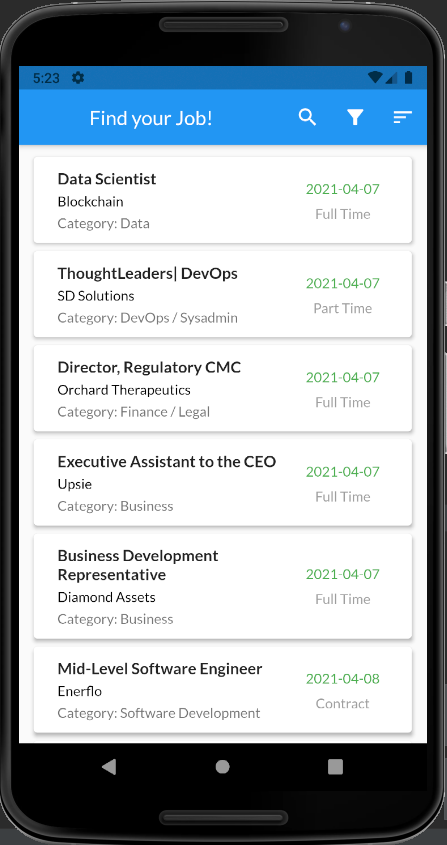 5:23
Find your Job!
Data Scientist
Blockchain
Category: Data
2021-04-07
Full Time
ThoughtLeaders| DevOps
SD Solutions
Category: DevOps / Sysadmin
2021-04-07
Part Time
Director, Regulatory CMC
Orchard Therapeutics
Category: Finance / Legal
2021-04-07
Full Time
Executive Assistant to the CEO
Upsie
Category: Business
2021-04-07
Full Time
Business Development
Representative
Diamond Assets
Category: Business
2021-04-07
Full Time
Mid-Level Software Engineer
Enerflo
Category: Software Development
2021-04-08
Contract